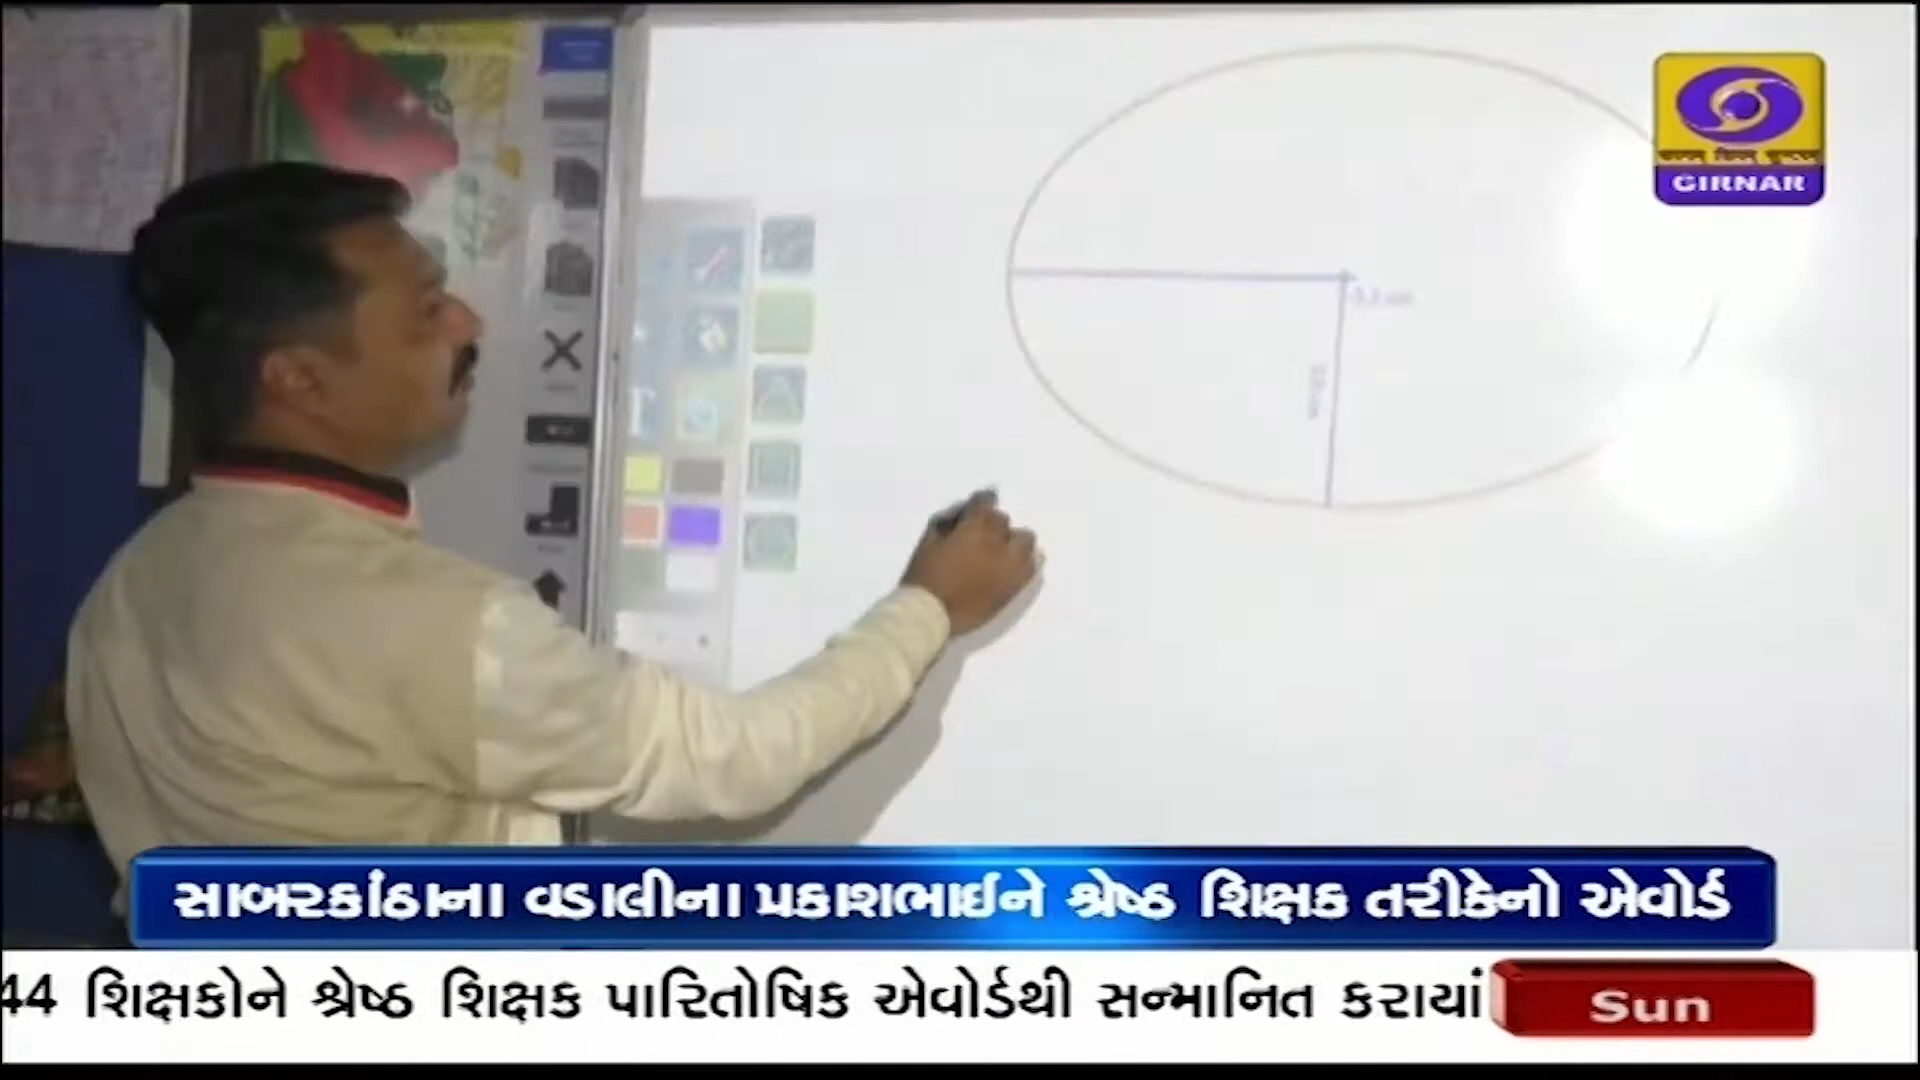 GIRNAR
સાબરકાંઠાના વડાલીના પ્રકાશભાઈને શ્રેષ્ઠ શિક્ષક તરીકેનો એવોર્ડ
44 શિક્ષકોને શ્રેષ્ઠ શિક્ષક પારિતોષિક એવોર્ડથી સન્માનિત કરાયાં
Sun